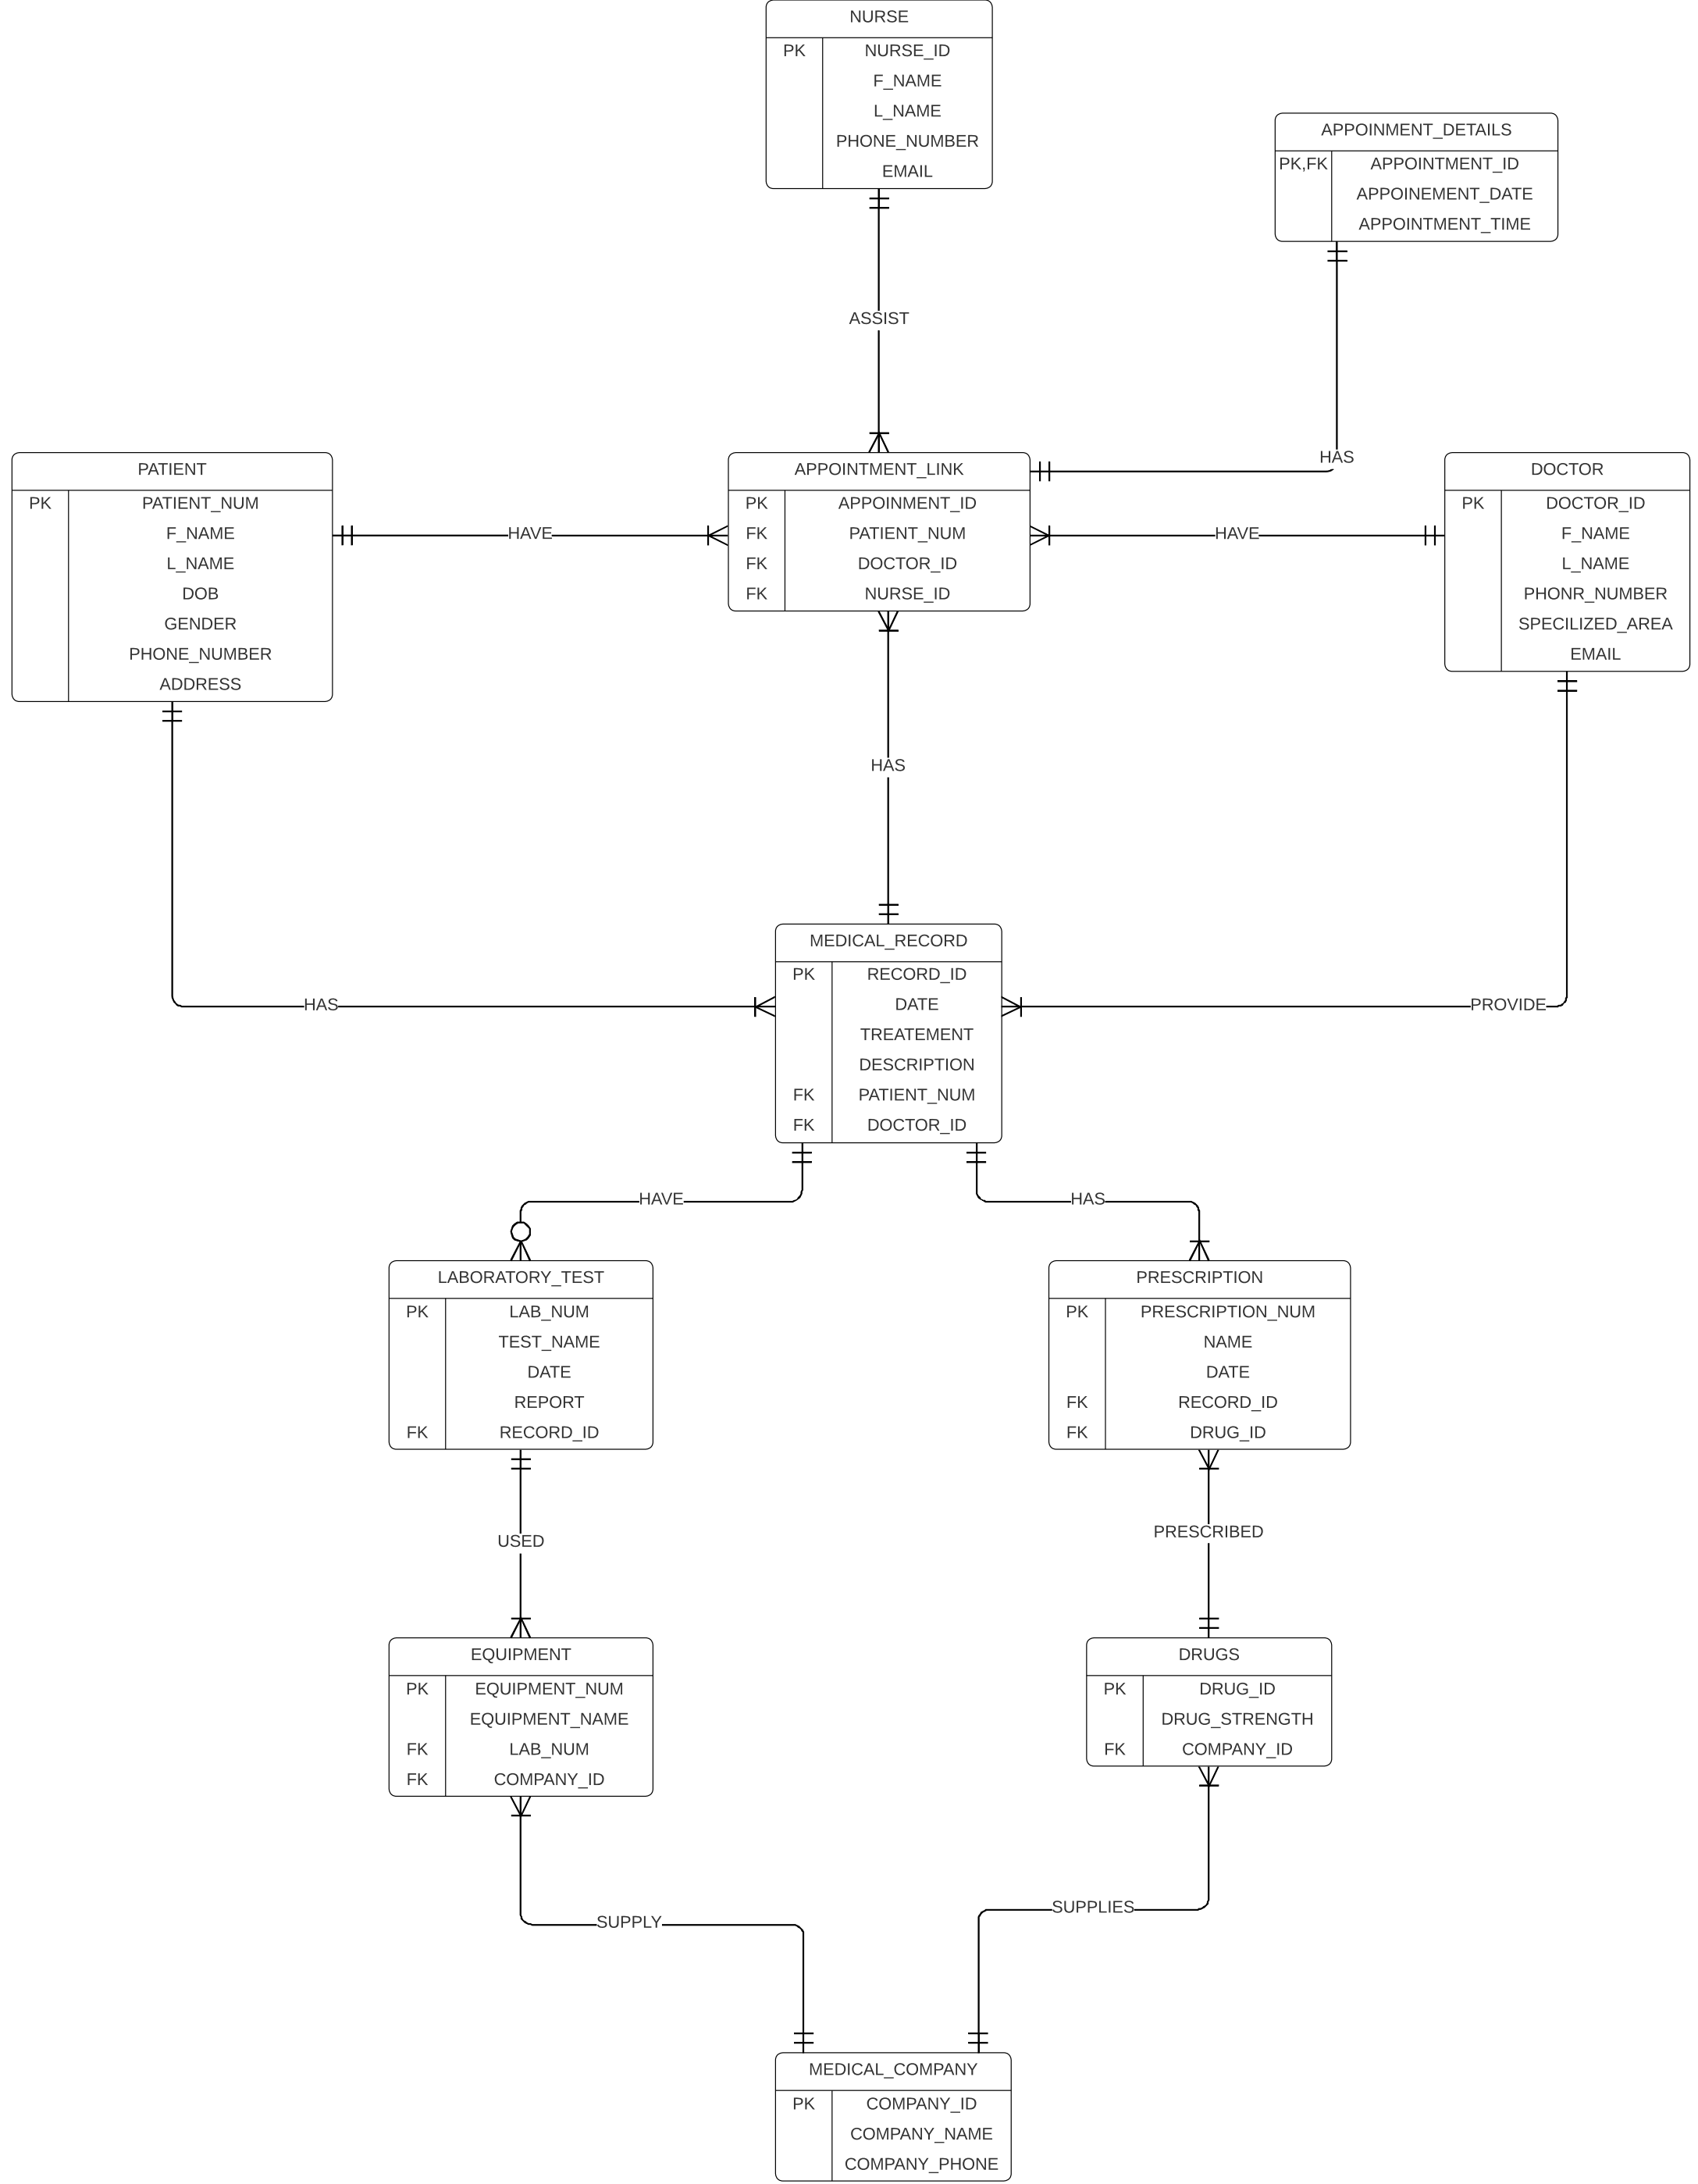 NURSE
PK NURSE_ID
F_NAME
L_NAME
PHONE_NUMBER
EMAIL
APPOINMENT_DETAILS
PK,FK APPOINTMENT_ID
APPOINEMENT_DATE
APPOINTMENT_TIME
ASSIST
HAS
PATIENT
PK PATIENT_NUM
F_NAME
L_NAME
DOB
GENDER
PHONE_NUMBER
ADDRESS
HAVE
APPOINTMENT_LINK
PK APPOINMENT_ID
FK PATIENT_NUM
FK DOCTOR_ID
FK NURSE_ID
HAVE
DOCTOR
PK DOCTOR_ID
F_NAME
L_NAME
PHONR_NUMBER
SPECILIZED_AREA
EMAIL
HAS
HAS
MEDICAL_RECORD
PK RECORD_ID
DATE
TREATEMENT
DESCRIPTION
FK PATIENT_NUM
FK DOCTOR_ID
PROVIDE
HAVE
HAS
LABORATORY_TEST
PK LAB_NUM
TEST_NAME
DATE
REPORT
FK RECORD_ID
PRESCRIPTION
PK PRESCRIPTION_NUM
NAME
DATE
FK RECORD_ID
FK DRUG_ID
USED
PRESCRIBED
EQUIPMENT
PK EQUIPMENT_NUM
EQUIPMENT_NAME
FK LAB_NUM
FK COMPANY_ID
DRUGS
PK DRUG_ID
DRUG_STRENGTH
FK COMPANY_ID
SUPPLY
SUPPLIES
MEDICAL_COMPANY
PK COMPANY_ID
COMPANY_NAME
COMPANY_PHONE